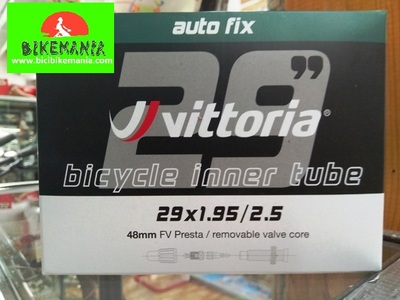 BIKEMANIA
www.bicibikemania.com
auto fix
29"
vittoria®
bicycle inner tube
29x1.95/2.5
48mm FV Presta / removable valve core